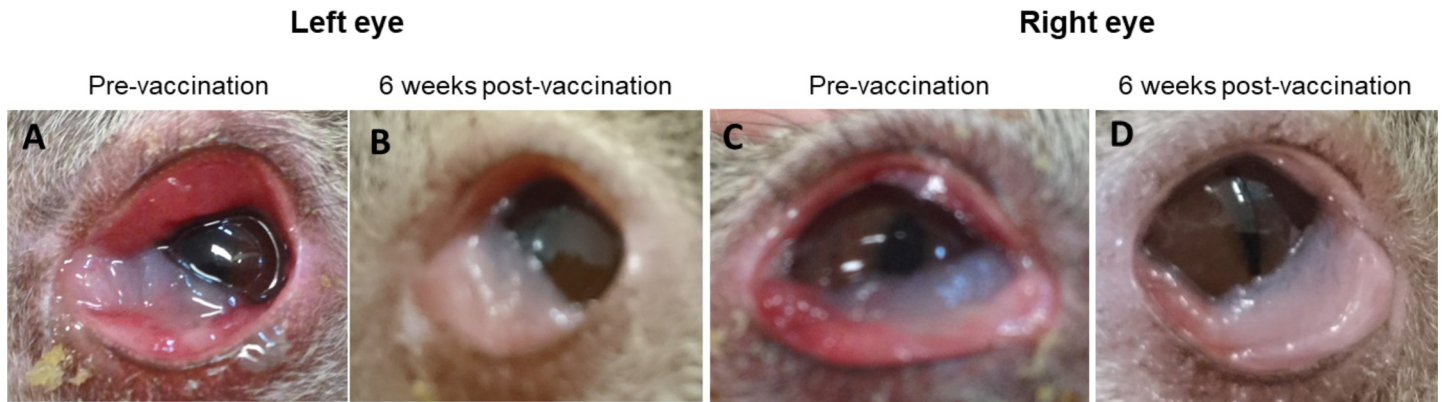 Left eye
Right eye
Pre-vaccination
6 weeks post-vaccination
Pre-vaccination
6 weeks post-vaccination
A
B
C
D